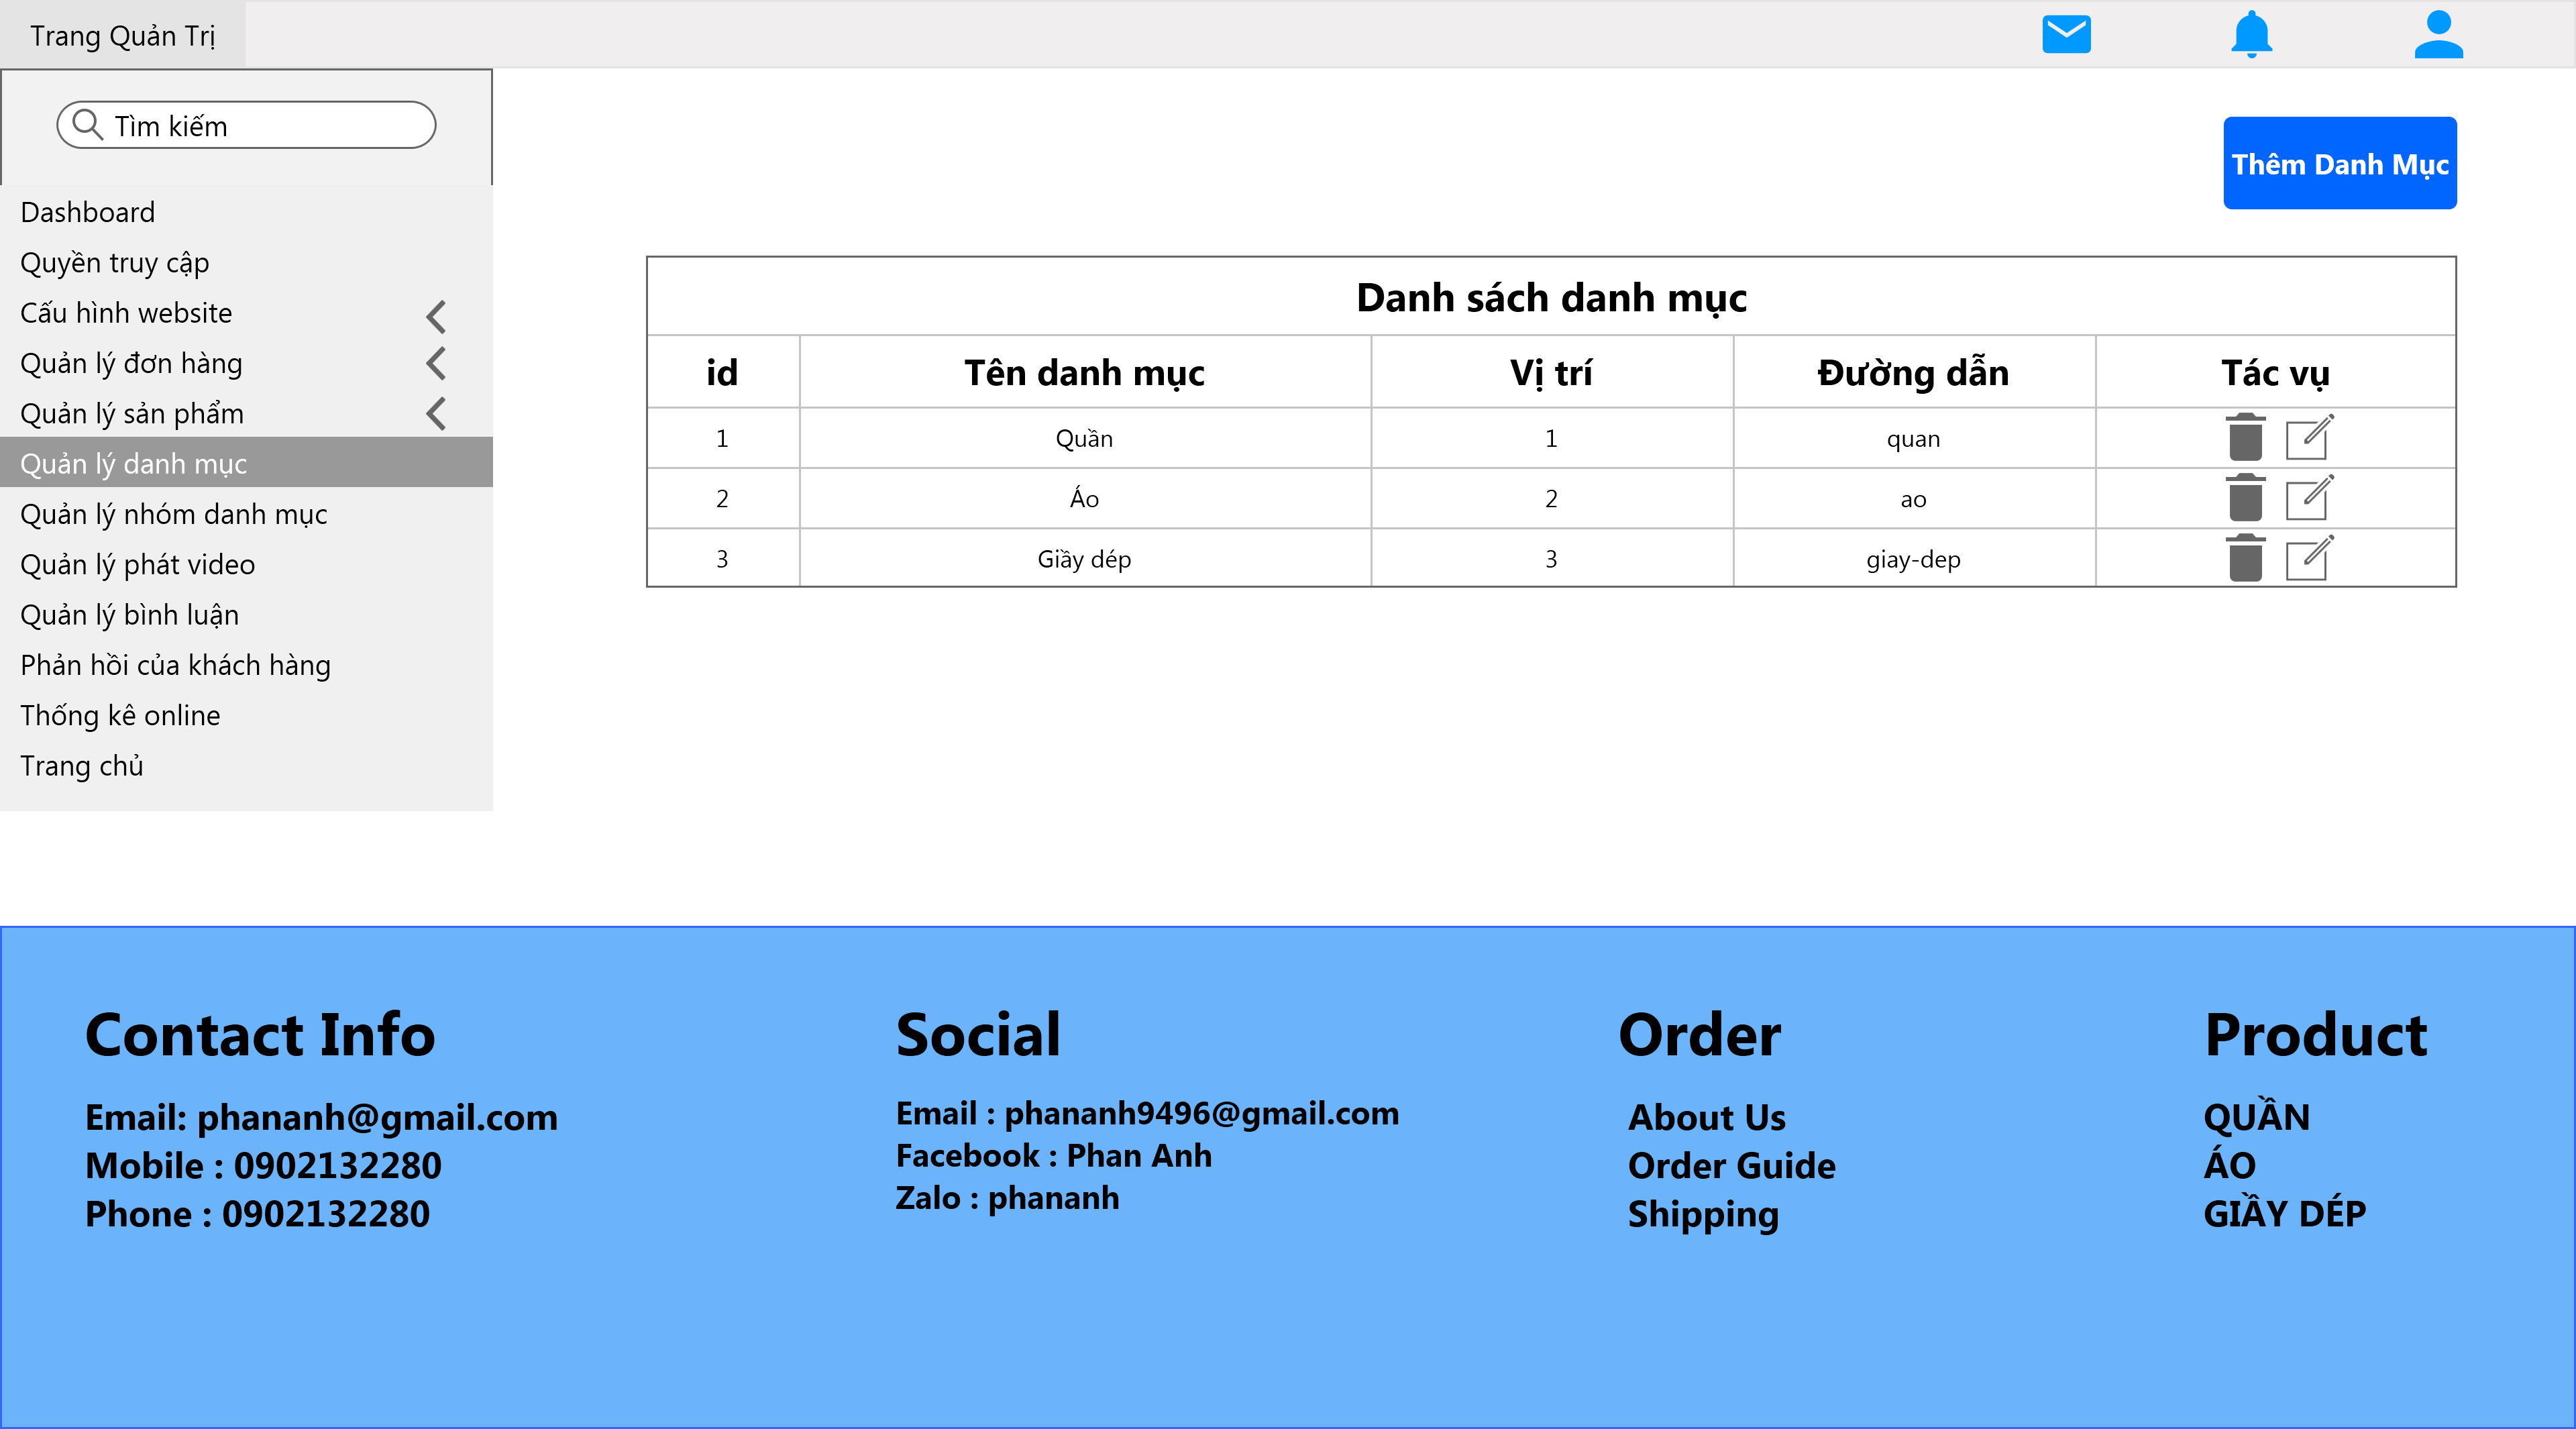 Trang Quản Trị
Tìm kiếm
Dashboard
Quyền truy cập
Cấu hình website
Quản lý đơn hàng
Quản lý sản phẩm
Quản lý danh mục
Quản lý nhóm danh mục
Quản lý phát video
Quản lý bình luận
Phản hồi của khách hàng
Thống kê online
Trang chủ
Thêm Danh Mục
Danh sách danh mục
id Tên danh mục Vị trí Đường dẫn Tác vụ
1 Quần 1 quan
2 Áo 2 ao
3 Giầy dép 3 giay-dep
Contact Info
Email: phananh@gmail.com
Mobile : 0902132280
Phone : 0902132280
Social
Email : phananh9496@gmail.com
Facebook : Phan Anh
Zalo : phananh
Order
About Us
Order Guide
Shipping
Product
QUẦN
ÁO
GIẦY DÉP